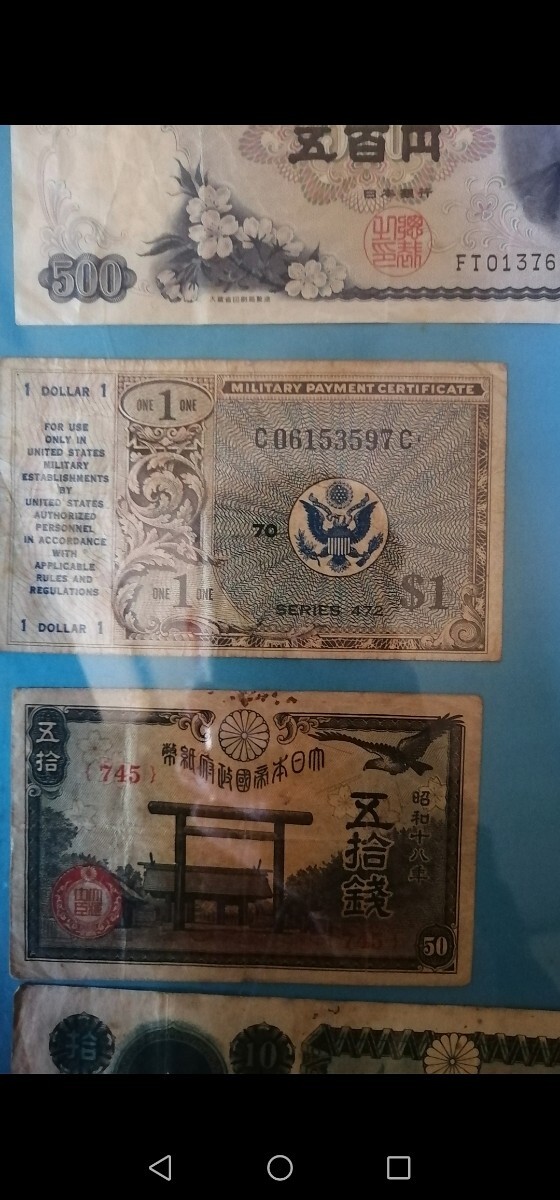 五百円
日本銀行
500
FT01376
1 DOLLAR 1
FOR USE
ONLY IN
UNITED STATES
MILITARY
ESTABLISHMENTS
BY
UNITED STATES
AUTHORIZED
PERSONNEL
IN ACCORDANCE
WITH
APPLICABLE
RULES AND
REGULATIONS
1 DOLLAR 1
ONE 1 ONE
MILITARY PAYMENT CERTIFICATE
C06153597C
70
ONE 1 ONE
SERIES 472
$1
五拾
幣紙府政國帝本日大
(745)
五拾錢
昭和十八年
745
50
拾
10